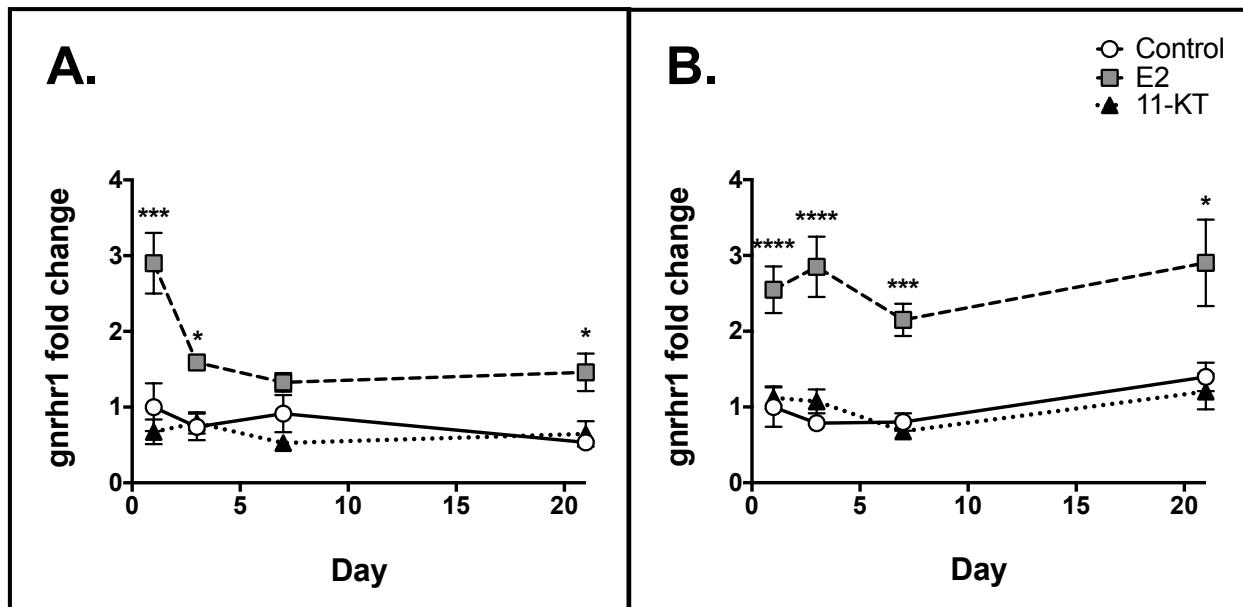 A.
gnrhr1 fold change
4
3
2
1
0
***
*
*
0 5 10 15 20
Day
B.
Control
E2
11-KT
gnrhr1 fold change
4
3
2
1
0
****
****
***
*
0 5 10 15 20
Day